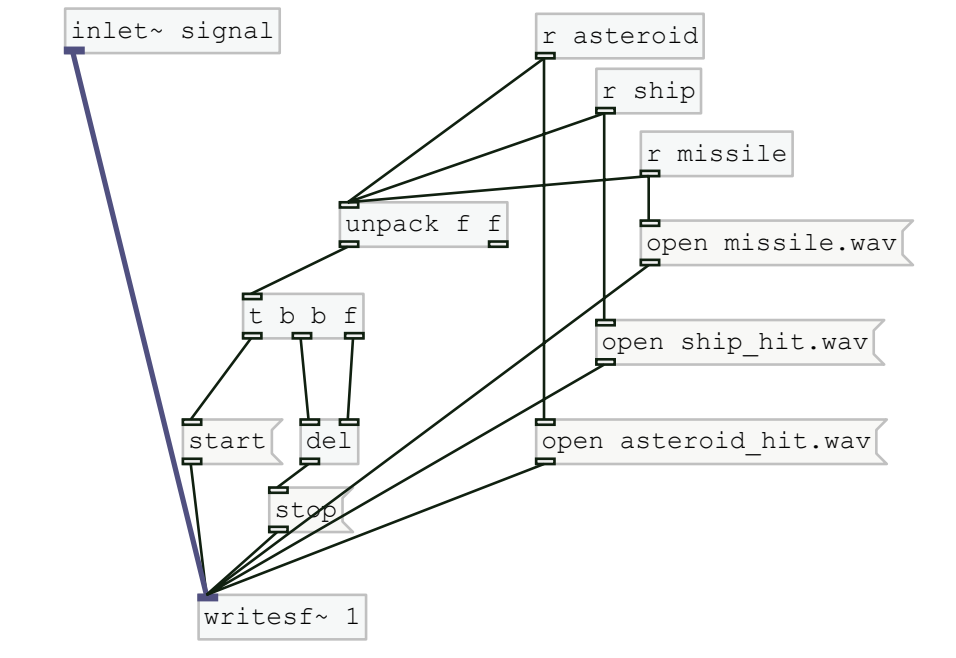 inlet~ signal
r asteroid
r ship
r missile
unpack f f
open missile.wav
t b b f
open ship_hit.wav
start
del
open asteroid_hit.wav
stop
writesf~ 1